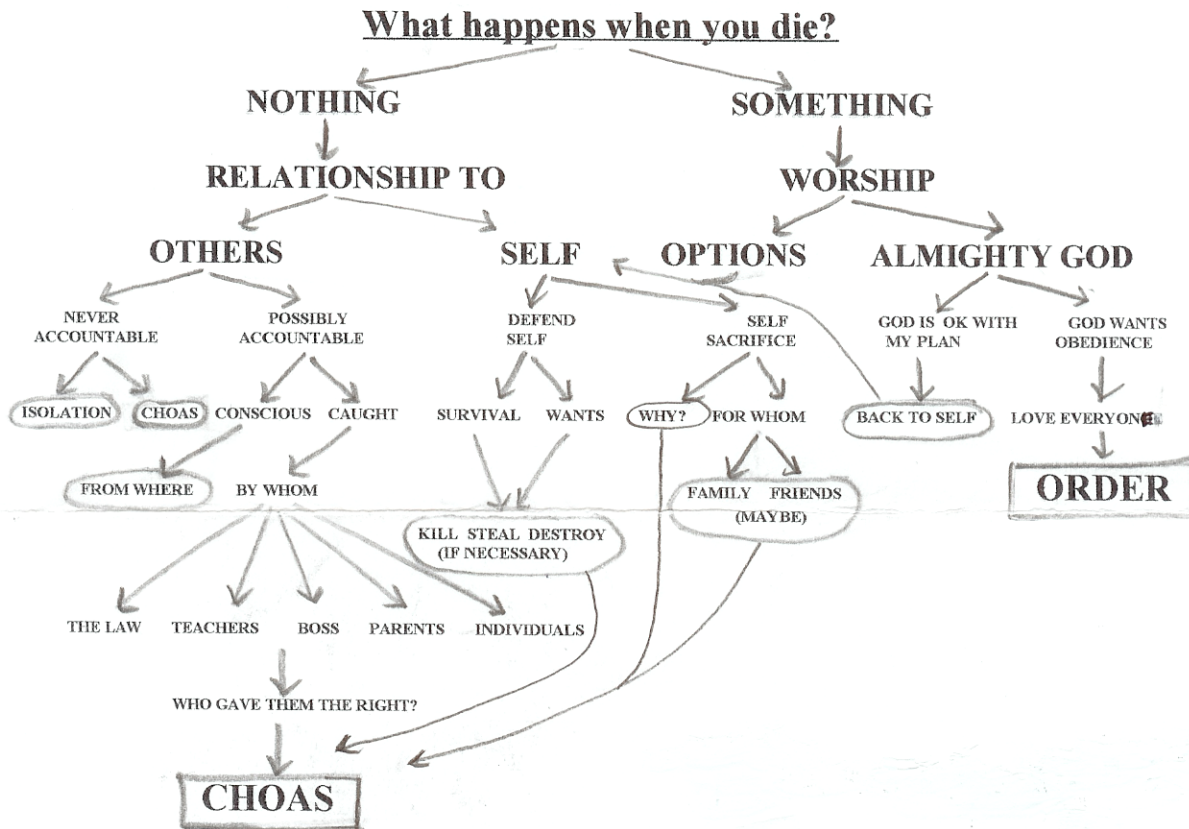 What happens when you die?
NOTHING SOMETHING
RELATIONSHIP TO WORSHIP
OTHERS SELF OPTIONS ALMIGHTY GOD
NEVER ACCOUNTABLE
POSSIBLY ACCOUNTABLE
DEFEND SELF
SELF SACRIFICE
GOD IS OK WITH MY PLAN
GOD WANTS OBEDIENCE
ISOLATION CHOAS CONSCIOUS CAUGHT SURVIVAL WANTS WHY? FOR WHOM BACK TO SELF LOVE EVERYONE
FROM WHERE BY WHOM FAMILY FRIENDS ORDER
(MAYBE)
KILL STEAL DESTROY
(IF NECESSARY)
THE LAW TEACHERS BOSS PARENTS INDIVIDUALS
WHO GAVE THEM THE RIGHT?
CHOAS